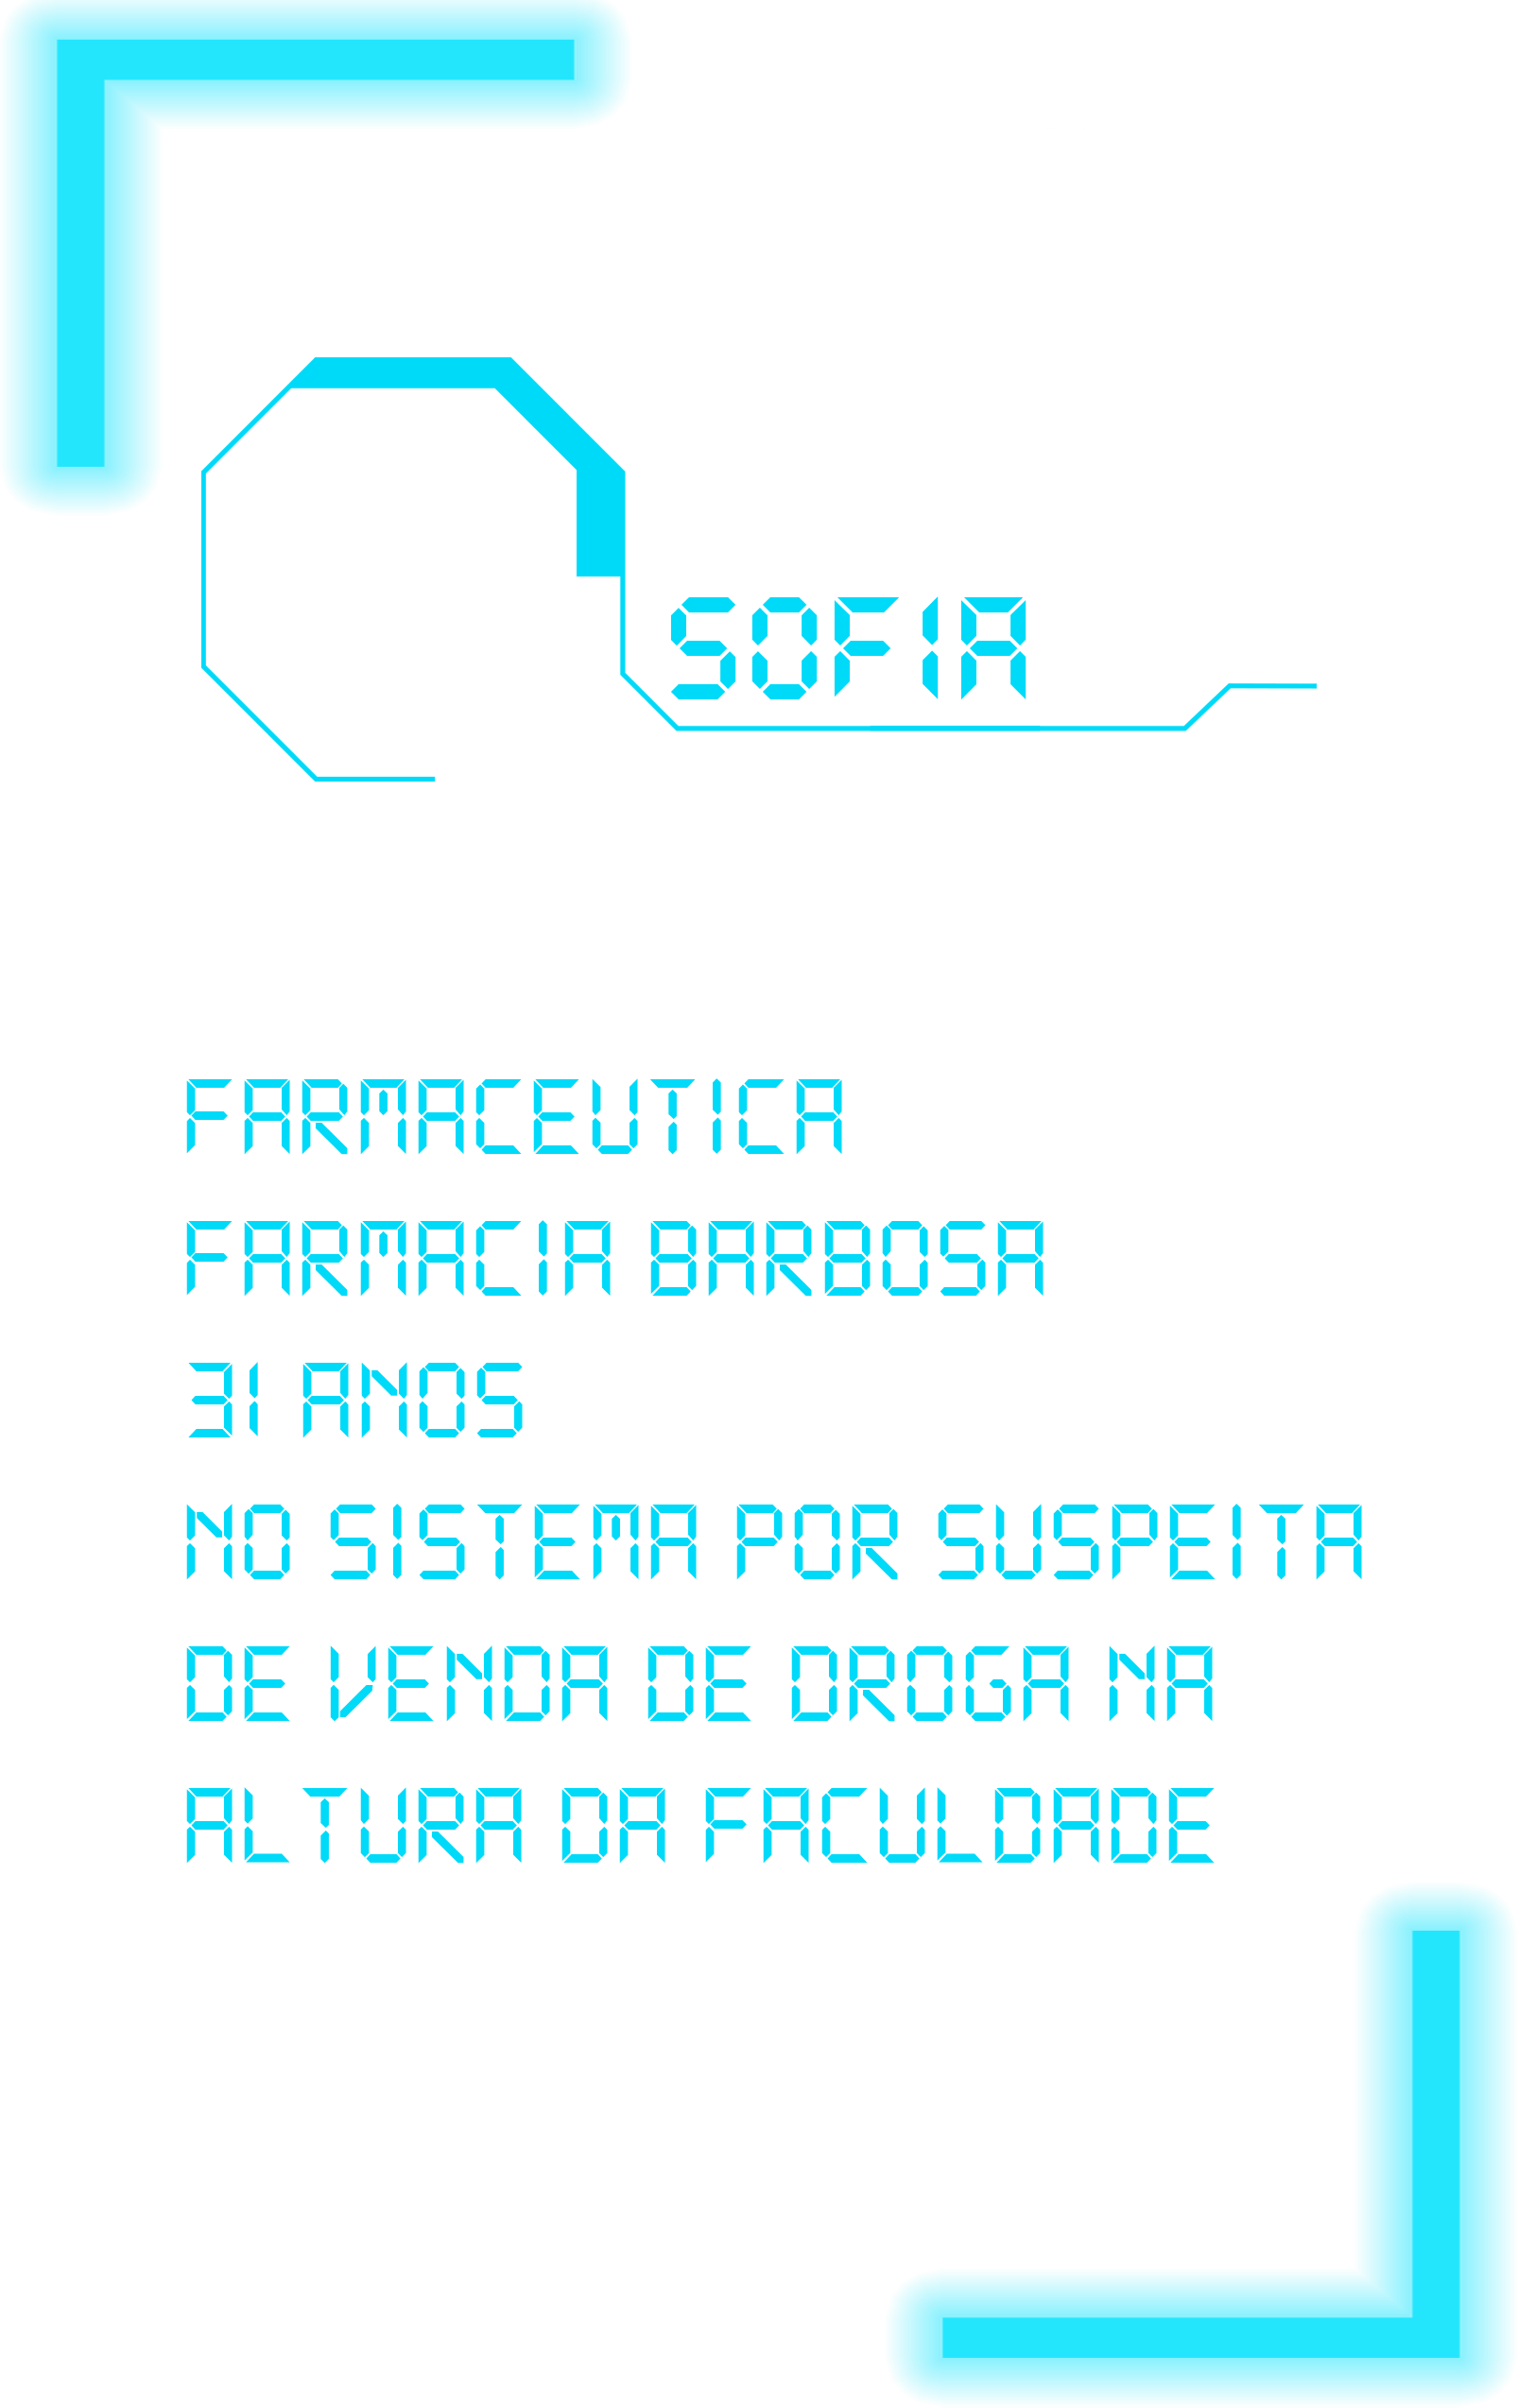 SOFIA
FARMACEUTICA
FARMACIA BARBOSA
31 ANOS
NO SISTEMA POR SUSPEITA
DE VENDA DE DROGA NA
ALTURA DA FACULDADE